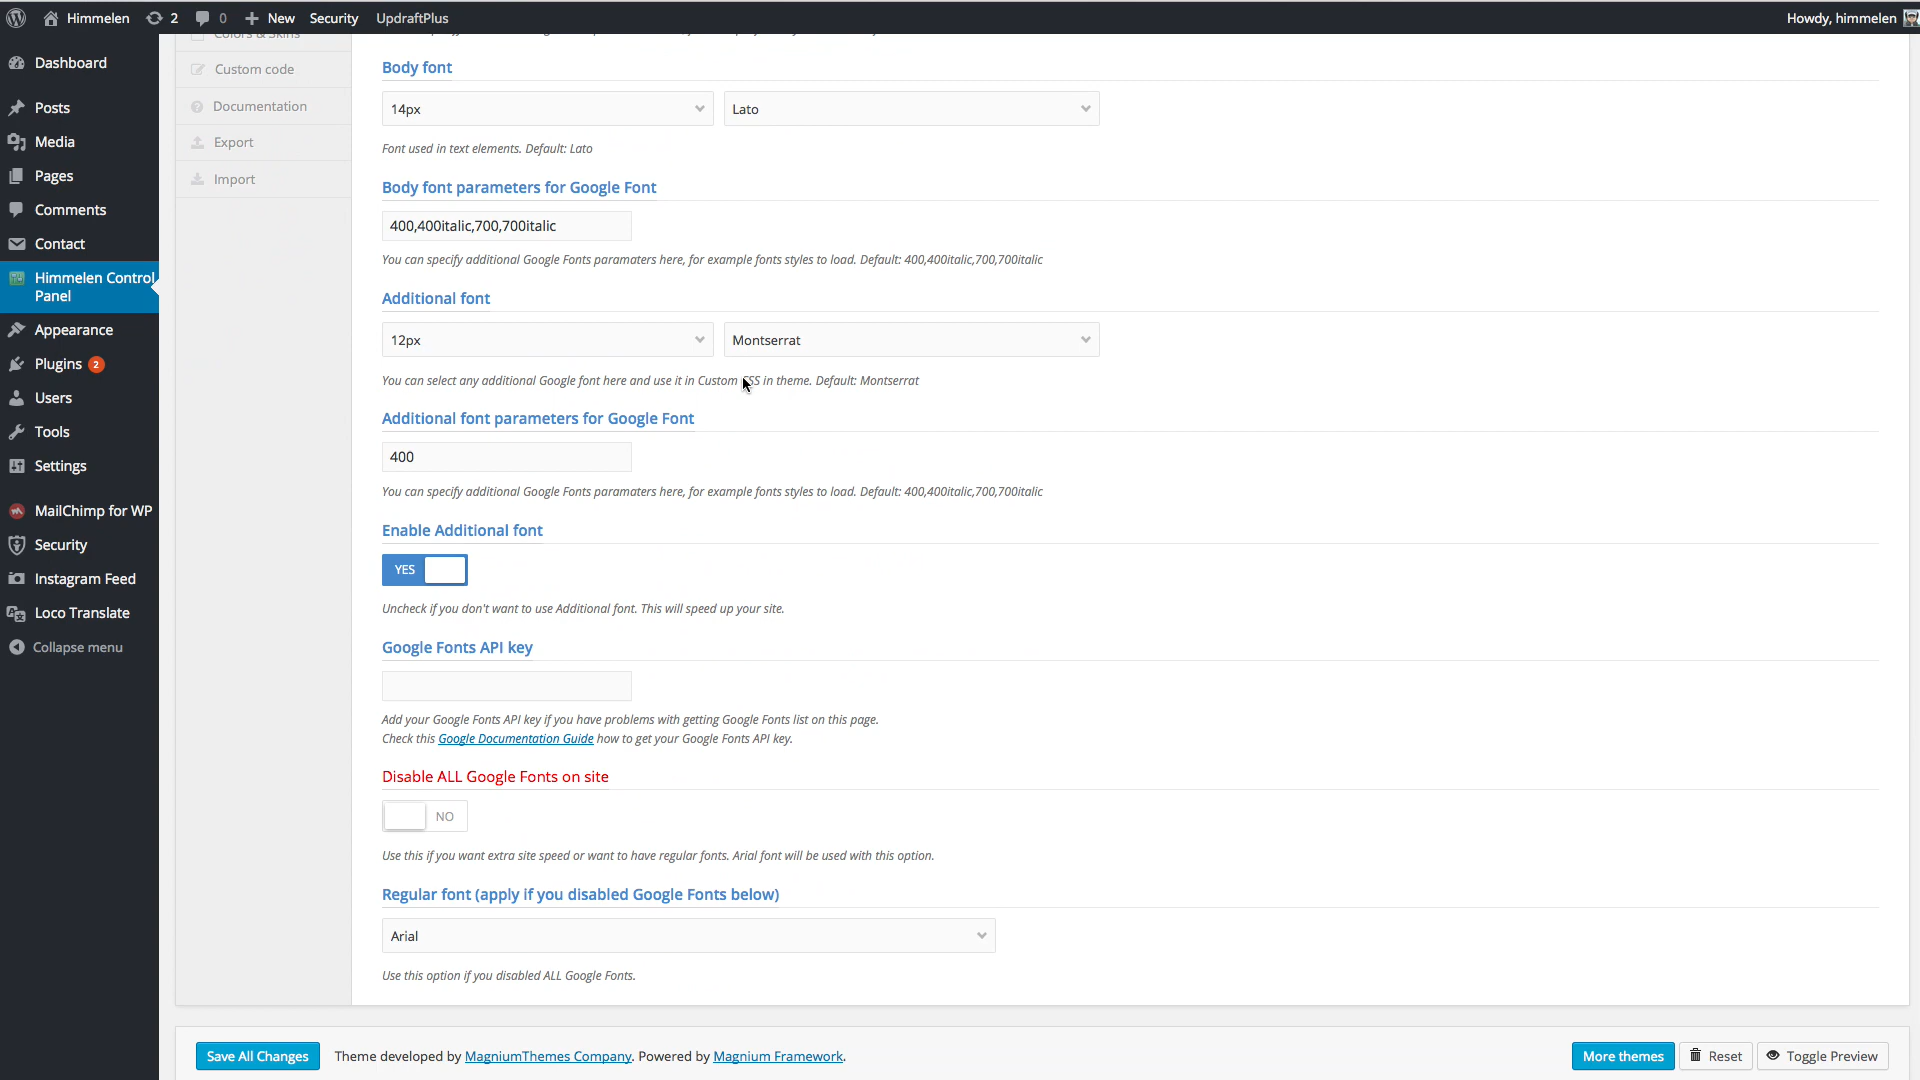 Himmelen 2 0 New Security UpdraftPlus Howdy, himmelen
Dashboard
Posts
Media
Pages
Comments
Contact
Himmelen Control
Panel
Appearance
Plugins 2
Users
Tools
Settings
MailChimp for WP
Security
Instagram Feed
Loco Translate
Collapse menu
Colors & Skins
Custom code
Documentation
Export
Import
Body font
14px Lato
Font used in text elements. Default: Lato
Body font parameters for Google Font
400,400italic,700,700italic
You can specify additional Google Fonts paramaters here, for example fonts styles to load. Default: 400,400italic,700,700italic
Additional font
12px Montserrat
You can select any additional Google font here and use it in Custom CSS in theme. Default: Montserrat
Additional font parameters for Google Font
400
You can specify additional Google Fonts paramaters here, for example fonts styles to load. Default: 400,400italic,700,700italic
Enable Additional font
YES
Uncheck if you don't want to use Additional font. This will speed up your site.
Google Fonts API key
Add your Google Fonts API key if you have problems with getting Google Fonts list on this page.
Check this Google Documentation Guide how to get your Google Fonts API key.
Disable ALL Google Fonts on site
NO
Use this if you want extra site speed or want to have regular fonts. Arial font will be used with this option.
Regular font (apply if you disabled Google Fonts below)
Arial
Use this option if you disabled ALL Google Fonts.
Save All Changes Theme developed by MagniumThemes Company. Powered by Magnium Framework. More themes Reset Toggle Preview